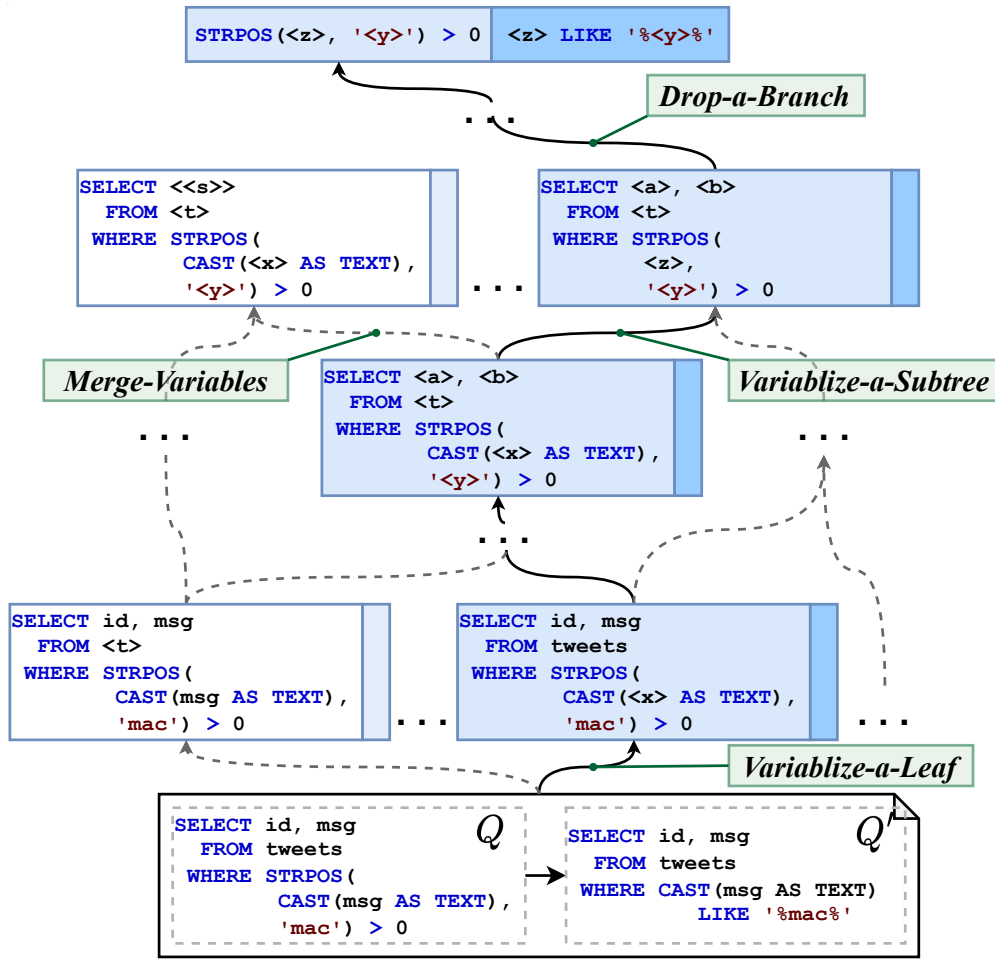 STRPOS(<z>, '<y>') > 0
<z> LIKE '%<y>%'
Drop-a-Branch
...
SELECT <<s>>
FROM <t>
WHERE STRPOS(
CAST(<x> AS TEXT),
'<y>') > 0
...
SELECT <a>, <b>
FROM <t>
WHERE STRPOS(
<z>,
'<y>') > 0
Merge-Variables
SELECT <a>, <b>
FROM <t>
WHERE STRPOS(
CAST(<x> AS TEXT),
'<y>') > 0
Variablize-a-Subtree
...
...
...
SELECT id, msg
FROM <t>
WHERE STRPOS(
CAST(msg AS TEXT),
'mac') > 0
...
SELECT id, msg
FROM tweets
WHERE STRPOS(
CAST(<x> AS TEXT),
'mac') > 0
...
Variablize-a-Leaf
SELECT id, msg
FROM tweets
WHERE STRPOS(
CAST(msg AS TEXT),
'mac') > 0
Q
SELECT id, msg
FROM tweets
WHERE CAST(msg AS TEXT)
LIKE '%mac%'
Q'